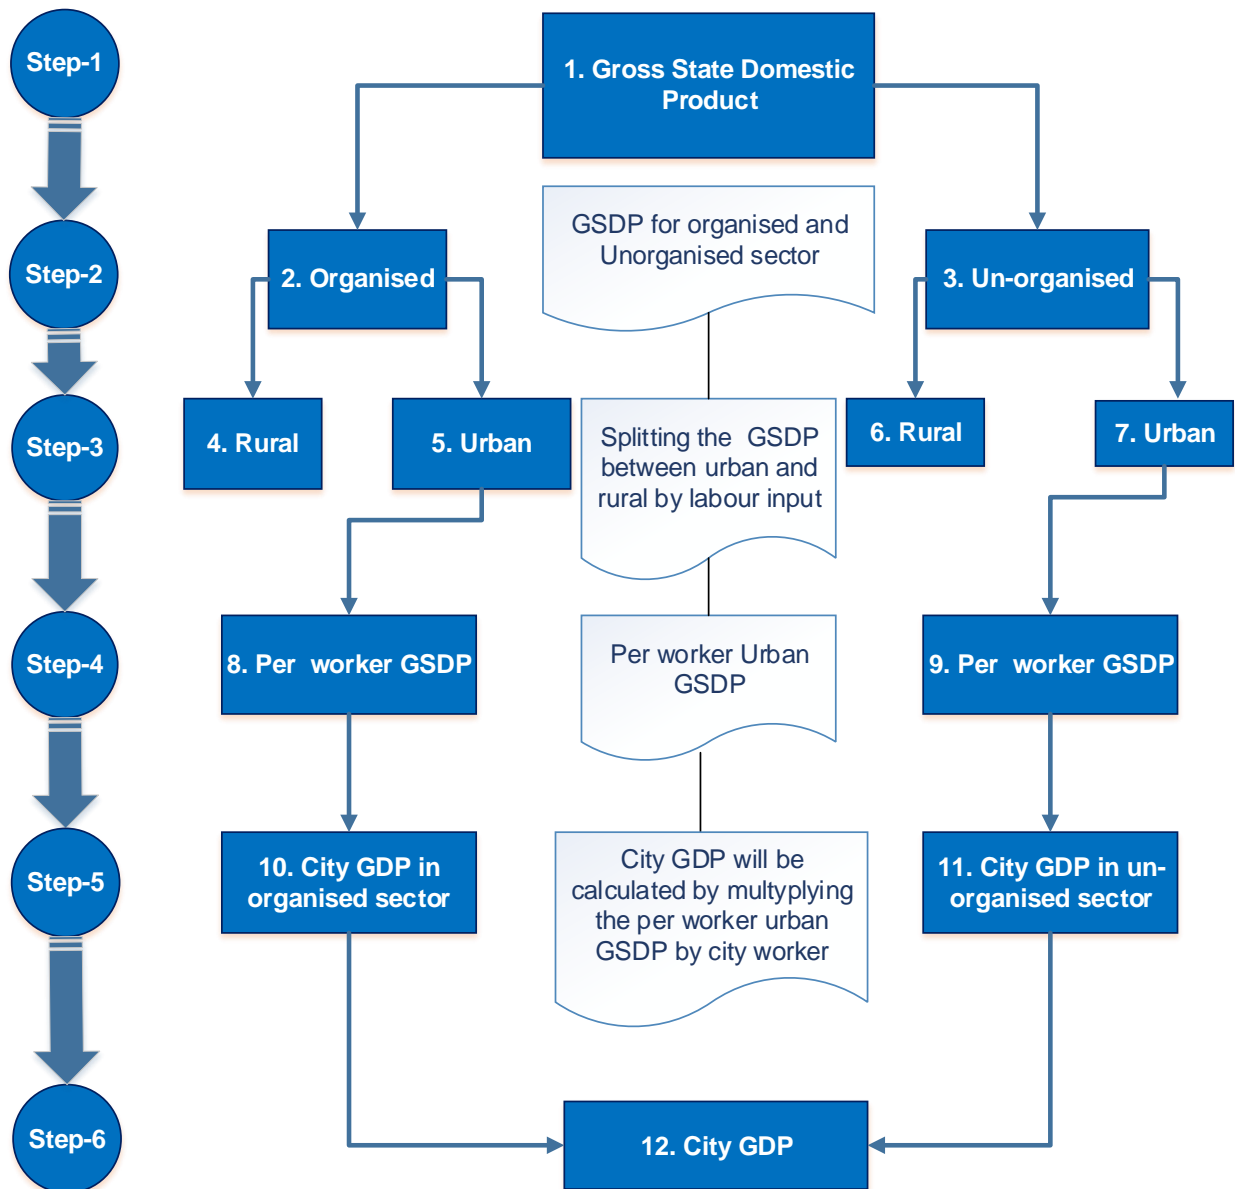 Step-1
1. Gross State Domestic
Product
GSDP for organised and
Unorganised sector
Step-2
2. Organised
3. Un-organised
Step-3
4. Rural
5. Urban
Splitting the GSDP
between urban and
rural by labour input
6. Rural
7. Urban
Step-4
8. Per worker GSDP
Per worker Urban
GSDP
9. Per worker GSDP
Step-5
10. City GDP in
organised sector
City GDP will be
calculated by multyplying
the per worker urban
GSDP by city worker
11. City GDP in un-
organised sector
Step-6
12. City GDP